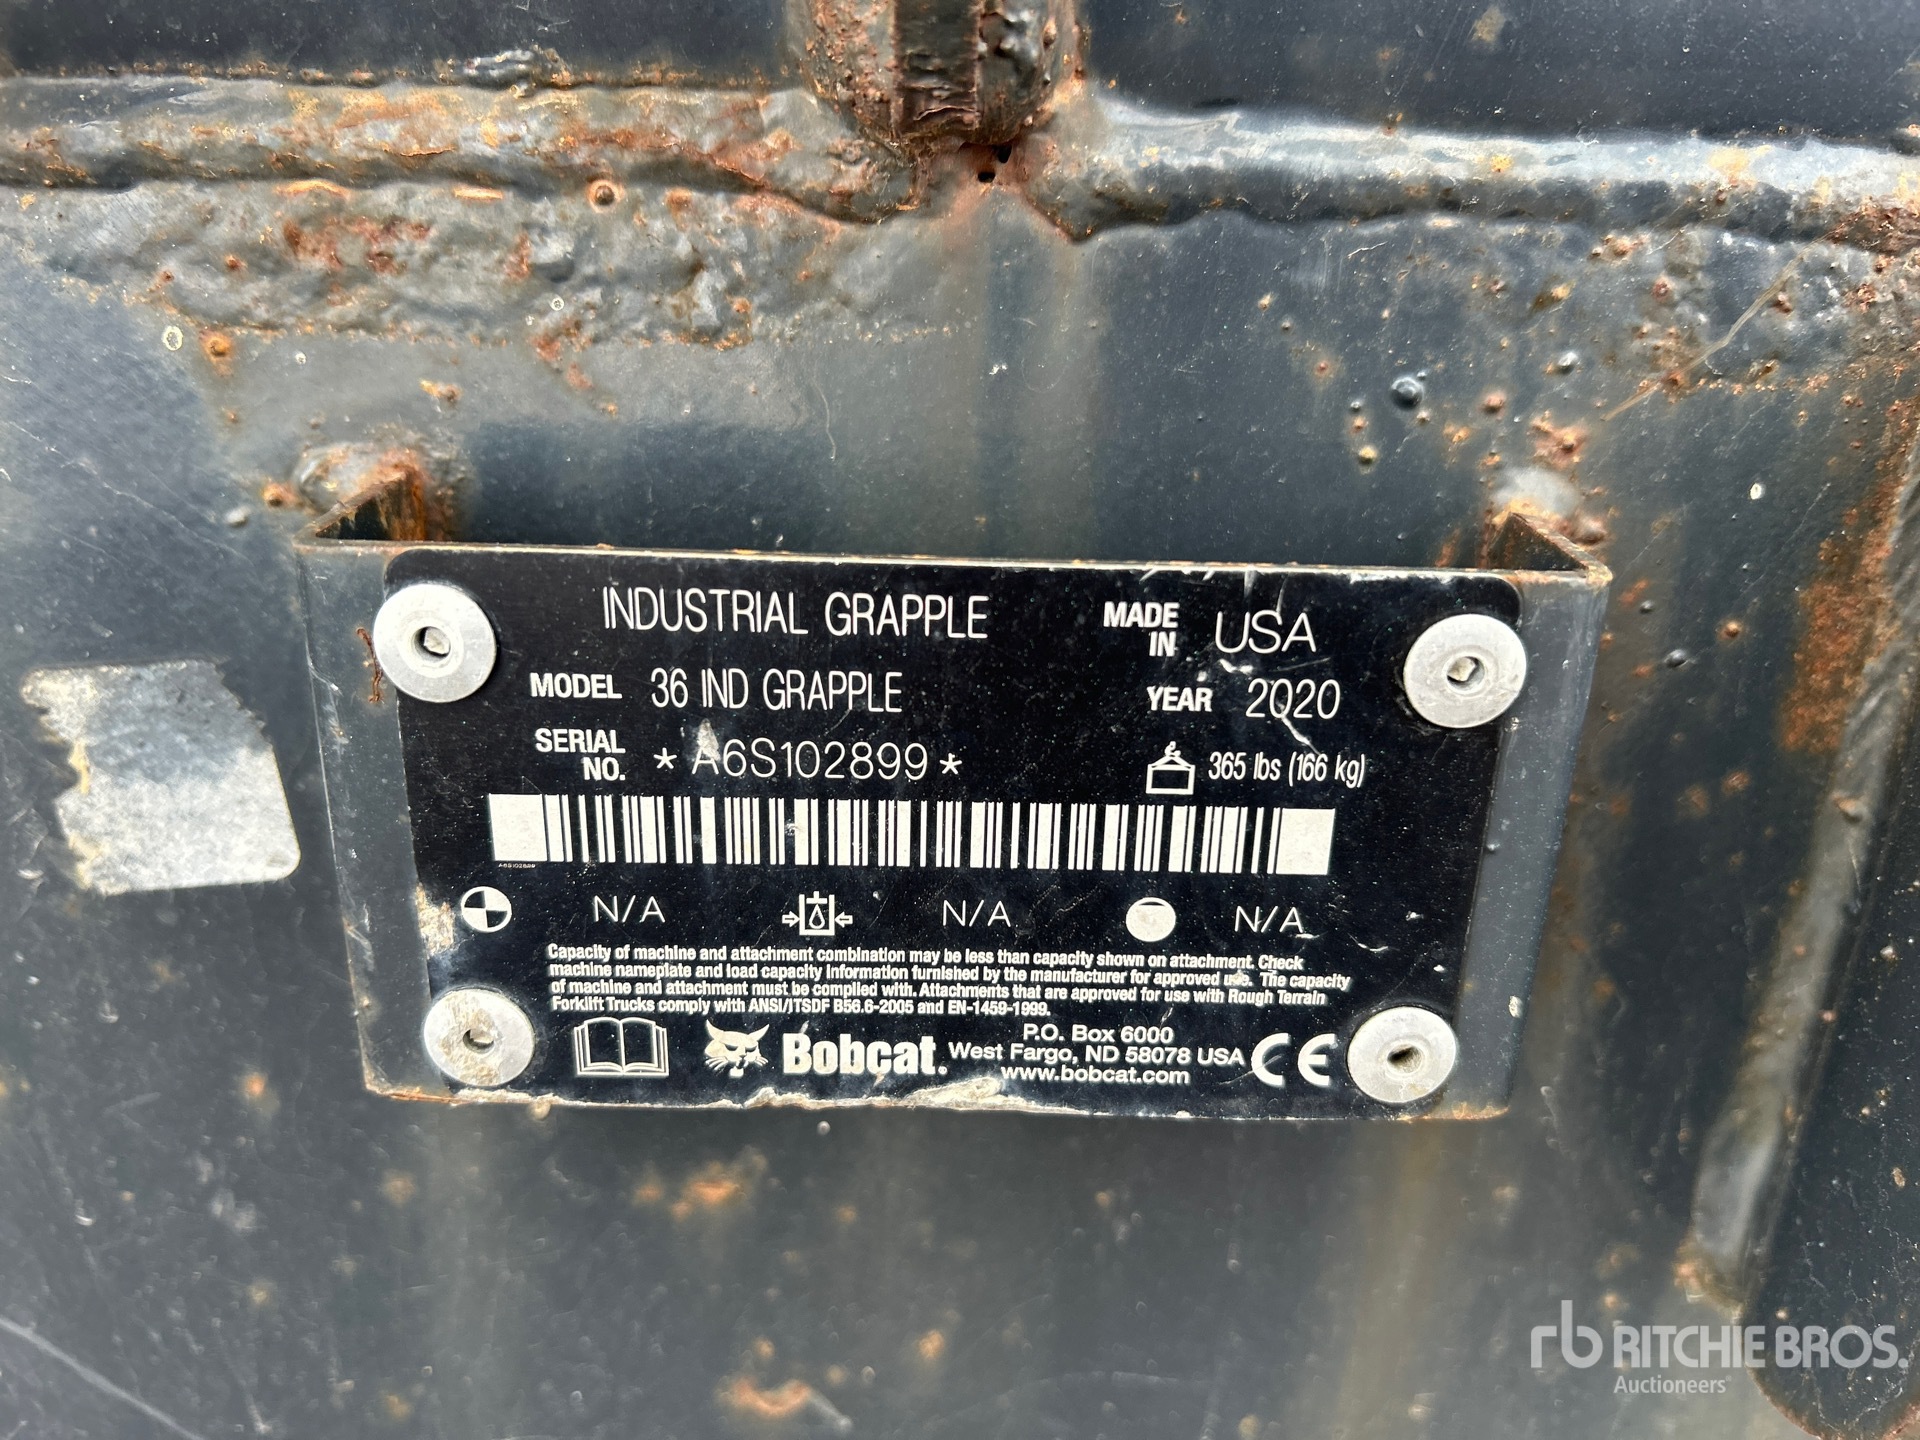 INDUSTRIAL GRAPPLE
MADE IN USA
MODEL 36 IND GRAPPLE
YEAR 2020
SERIAL NO. *A6S102899*
365 lbs (166 kg)
A6S102899
N/A N/A N/A
Capacity of machine and attachment combination may be less than capacity shown on attachment. Check
machine nameplate and load capacity information furnished by the manufacturer for approved use. The capacity
of machine and attachment must be complied with. Attachments that are approved for use with Rough Terrain
Forklift Trucks comply with ANSI/ITSDF B56.6-2005 and EN-1459-1999.
Bobcat.
P.O. Box 6000
West Fargo, ND 58078 USA
www.bobcat.com
CE
rb RITCHIE BROS.
Auctioneers